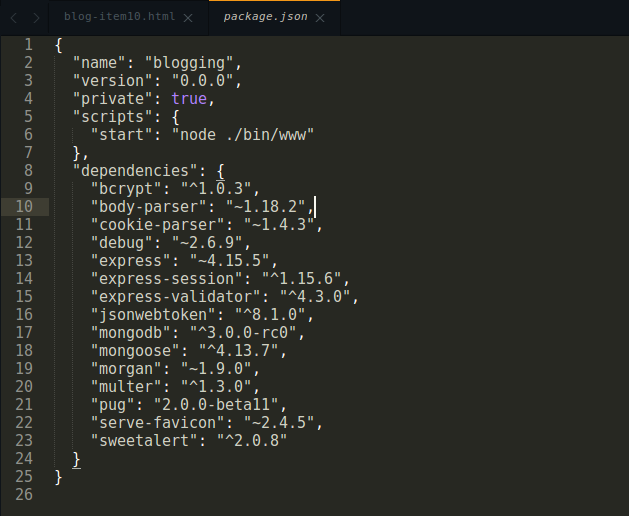 blog-item10.html × package.json ×
1 {
2 "name": "blogging",
3 "version": "0.0.0",
4 "private": true,
5 "scripts": {
6 "start": "node ./bin/www"
7 },
8 "dependencies": {
9 "bcrypt": "^1.0.3",
10 "body-parser": "~1.18.2",
11 "cookie-parser": "~1.4.3",
12 "debug": "~2.6.9",
13 "express": "~4.15.5",
14 "express-session": "^1.15.6",
15 "express-validator": "^4.3.0",
16 "jsonwebtoken": "^8.1.0",
17 "mongodb": "^3.0.0-rc0",
18 "mongoose": "^4.13.7",
19 "morgan": "~1.9.0",
20 "multer": "^1.3.0",
21 "pug": "2.0.0-beta11",
22 "serve-favicon": "~2.4.5",
23 "sweetalert": "^2.0.8"
24 }
25 }
26